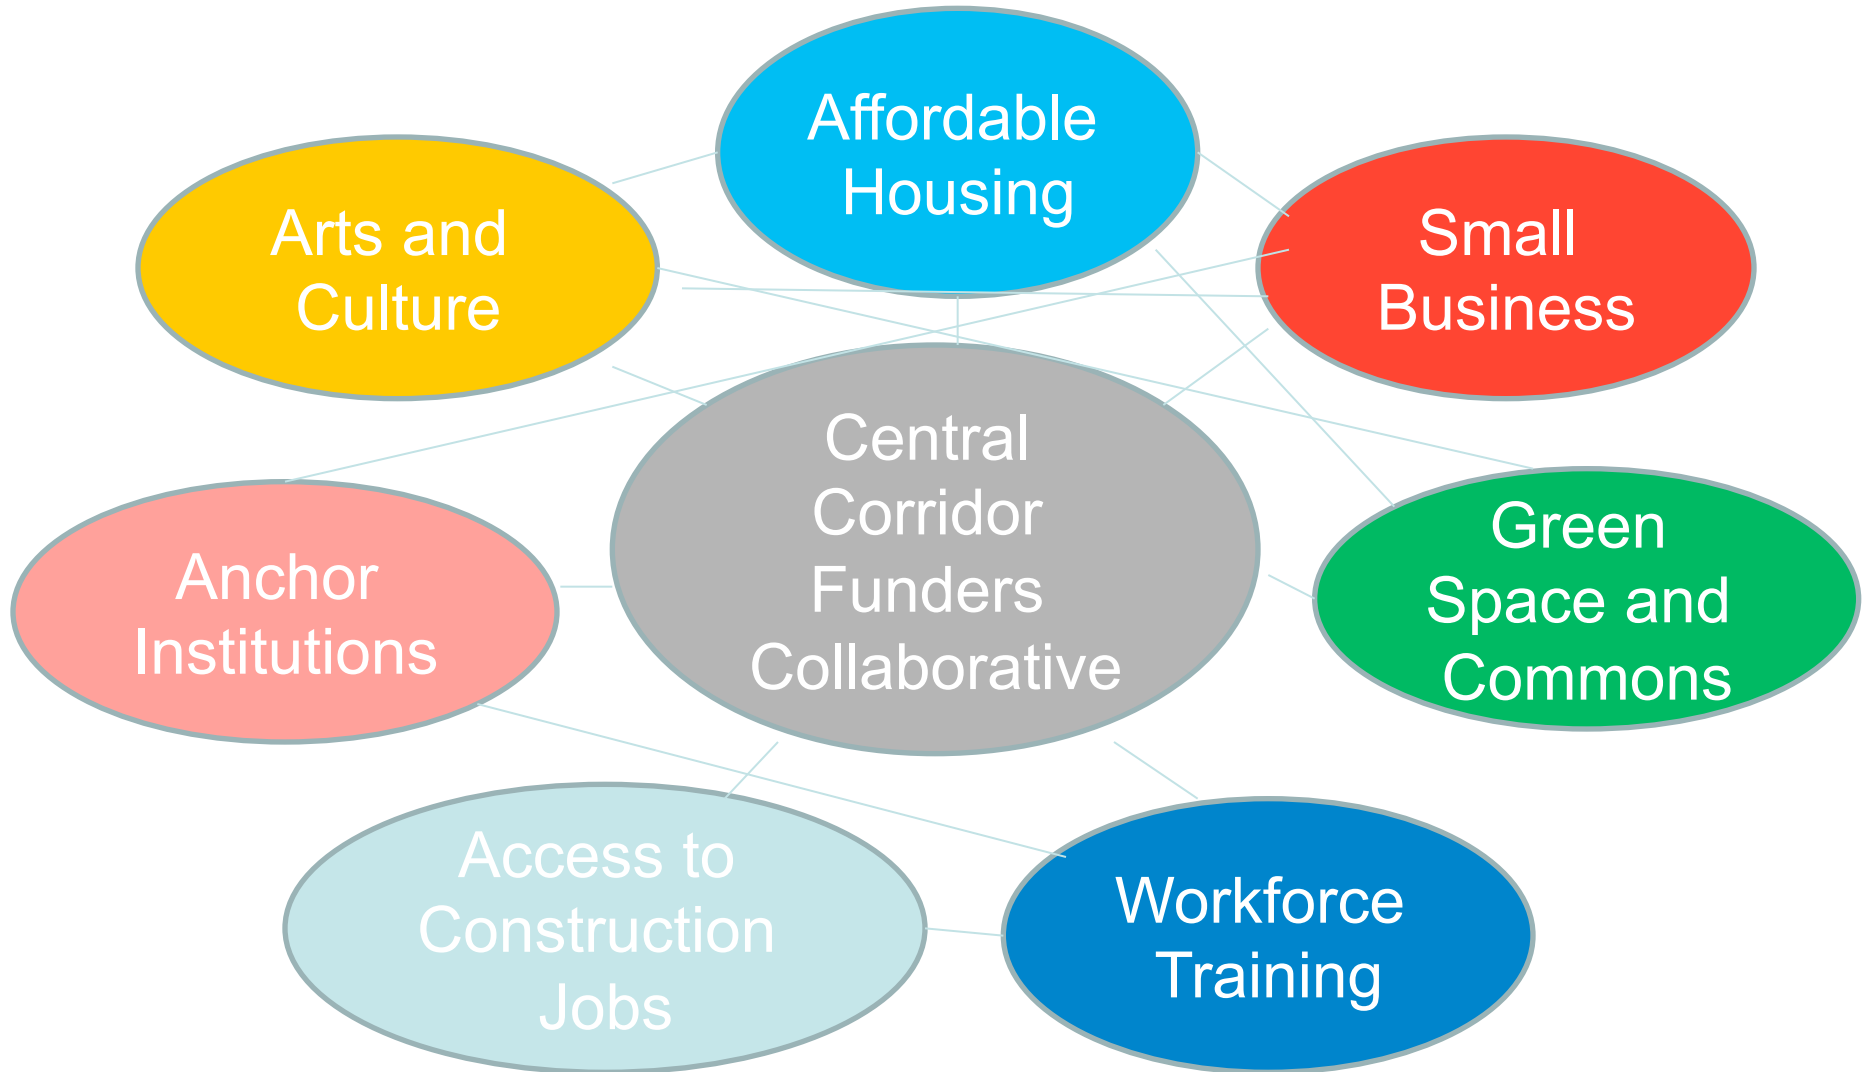 Affordable
Housing
Arts and
Culture
Small
Business
Central
Corridor
Funders
Collaborative
Anchor
Institutions
Green
Space and
Commons
Access to
Construction
Jobs
Workforce
Training